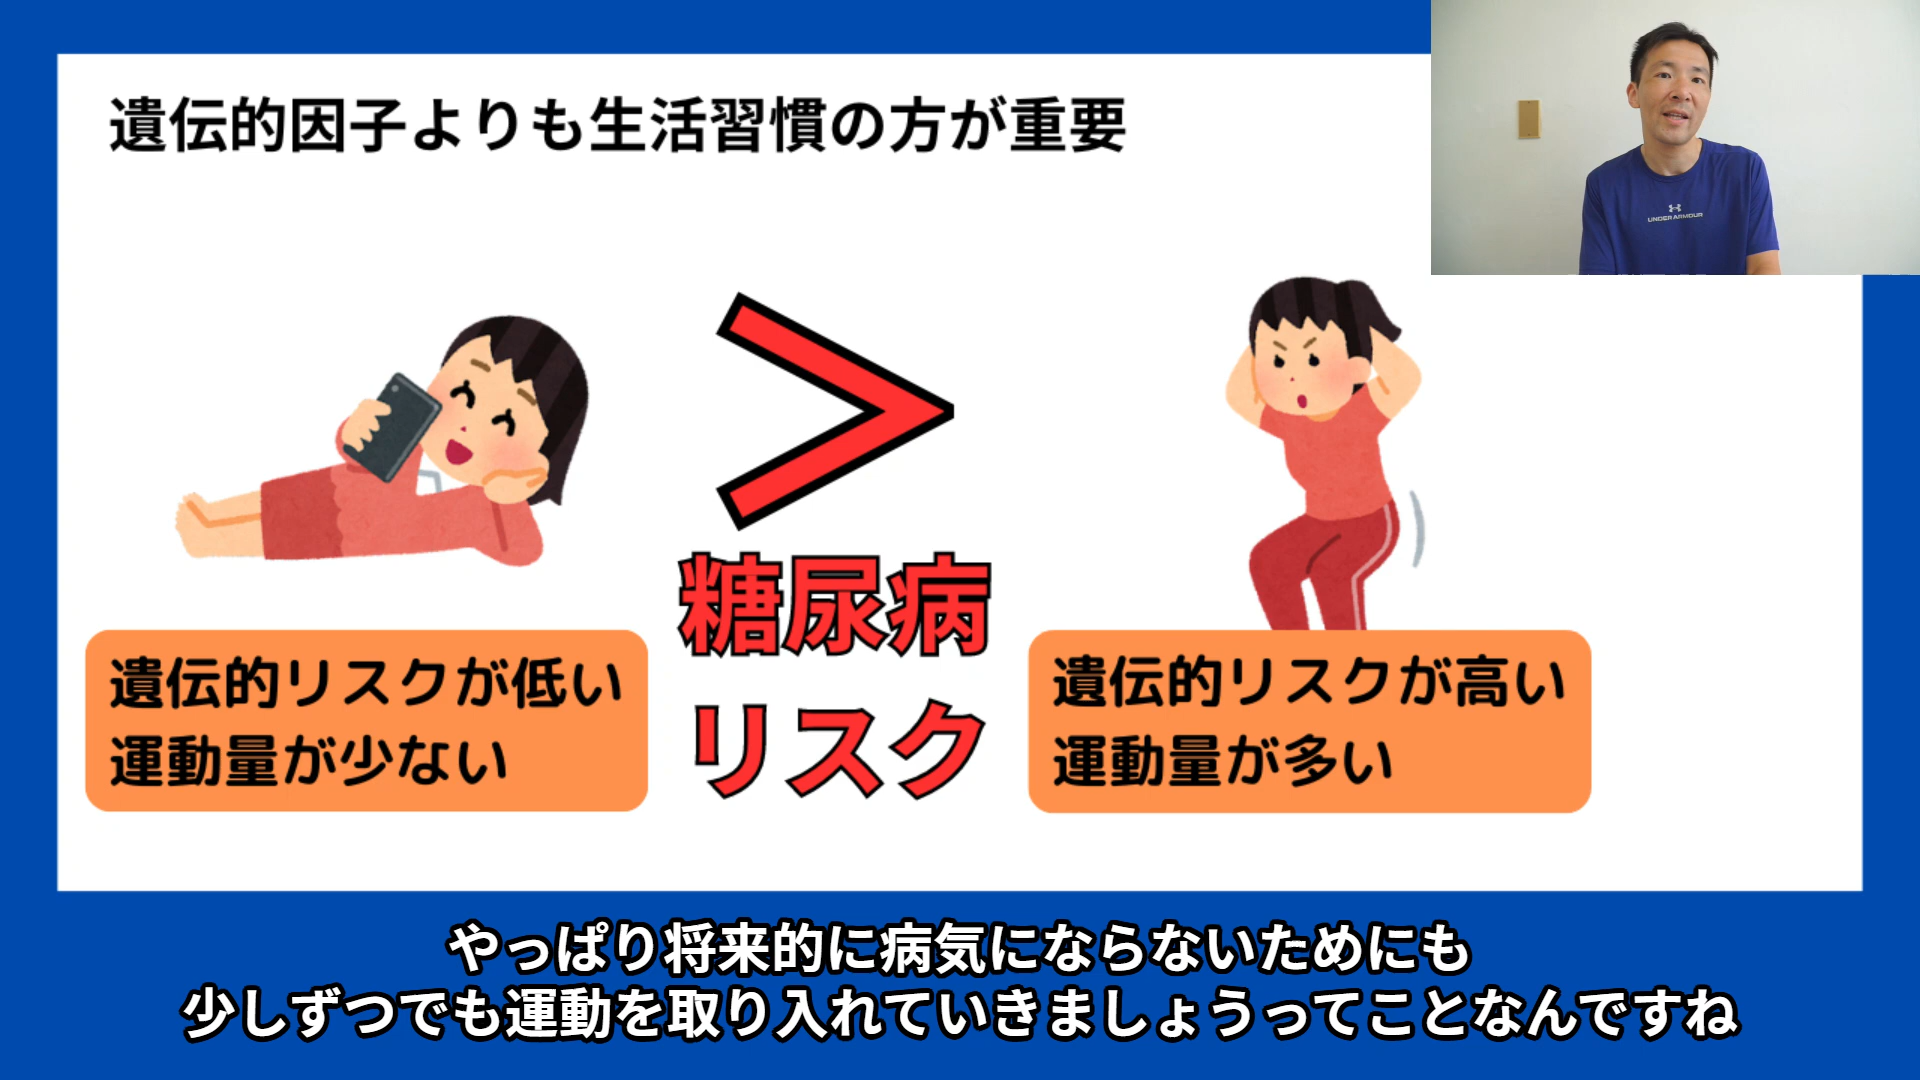 遺伝的因子よりも生活習慣の方が重要
UNDER ARMOUR
>
糖尿病
リスク
遺伝的リスクが低い
運動量が少ない
遺伝的リスクが高い
運動量が多い
やっぱり将来的に病気にならないためにも
少しずつでも運動を取り入れていきましょうってことなんですね